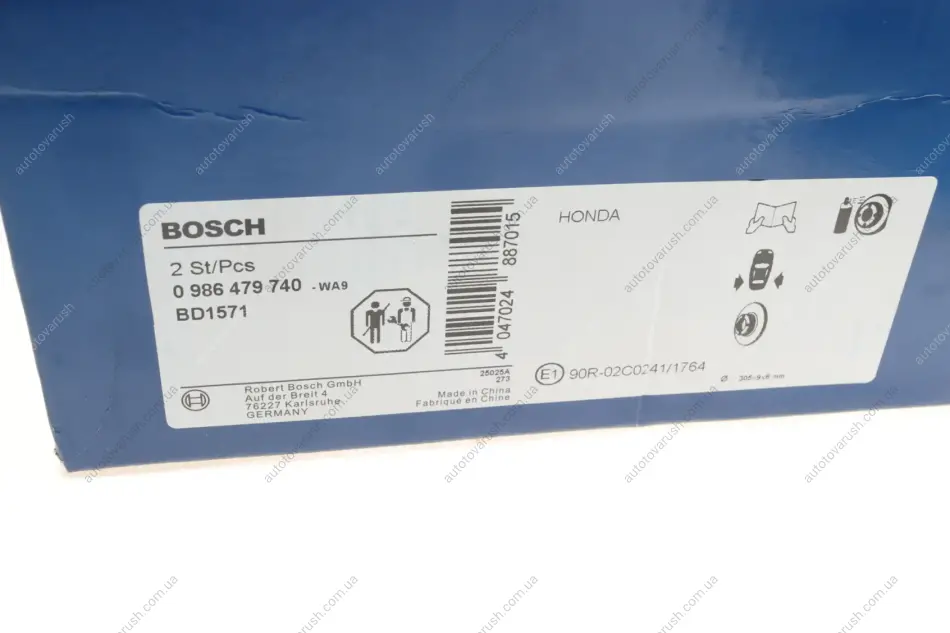 BOSCH
2 St/Pcs
0 986 479 740 - WA9
BD1571
Robert Bosch GmbH
Auf der Breit 4
76227 Karlsruhe
GERMANY
4 047024 887015
25025A
273
Made in China
Fabriqué en Chine
HONDA
E1 90R-02C0241/1764
Ø mm
autotovarush.com.ua